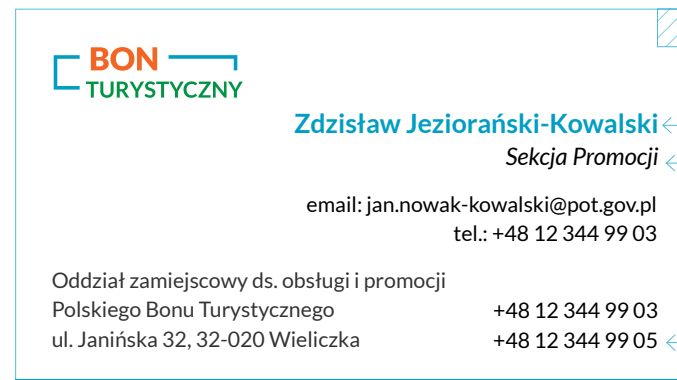 BON
TURYSTYCZNY
Zdzisław Jeziorański-Kowalski
Sekcja Promocji
email: jan.nowak-kowalski@pot.gov.pl
tel.: +48 12 344 99 03
Oddział zamiejscowy ds. obsługi i promocji
Polskiego Bonu Turystycznego +48 12 344 99 03
ul. Janińska 32, 32-020 Wieliczka +48 12 344 99 05